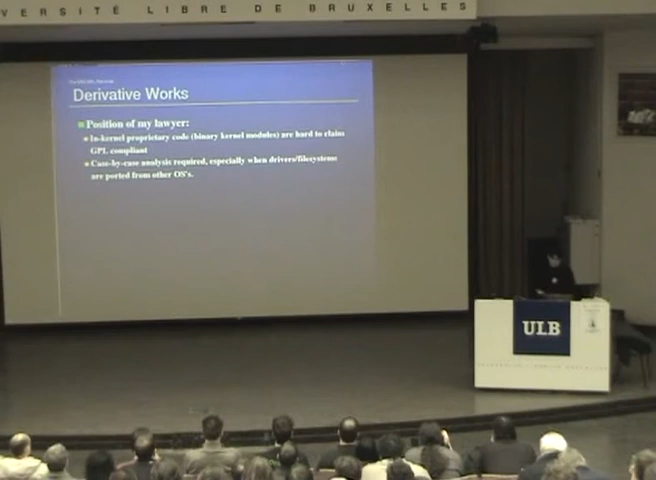 VERSITÉ LIBRE DE BRUXELLES
Derivative Works
Position of my lawyer:
In-kernel proprietary code (binary kernel modules) are hard to claim
GPL compliant
Case-by-case analysis required, especially when drivers/filesystems
are ported from other OS's.
ULB